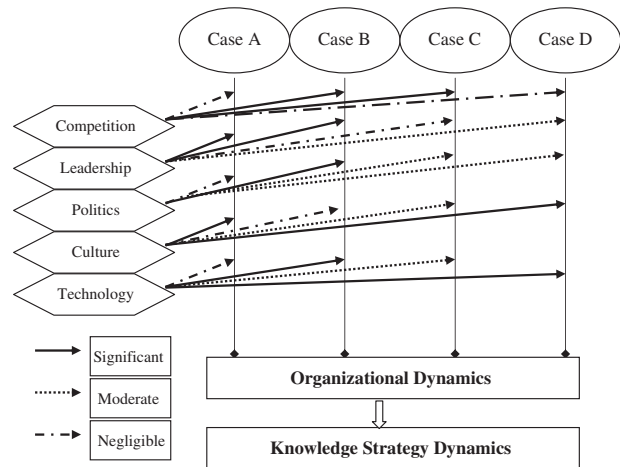 Case A Case B Case C Case D
Competition
Leadership
Politics
Culture
Technology
Significant
Moderate
Negligible
Organizational Dynamics
Knowledge Strategy Dynamics